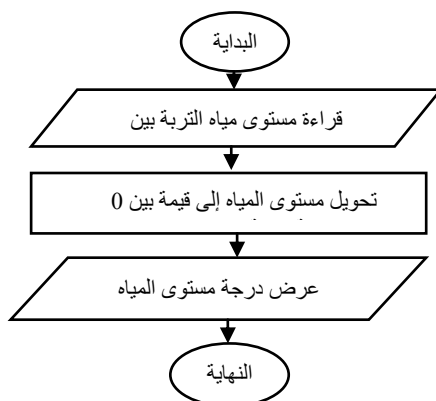 البداية
قراءة مستوى مياه التربة بين
تحويل مستوى المياه إلى قيمة بين 0
عرض درجة مستوى المياه
النهاية